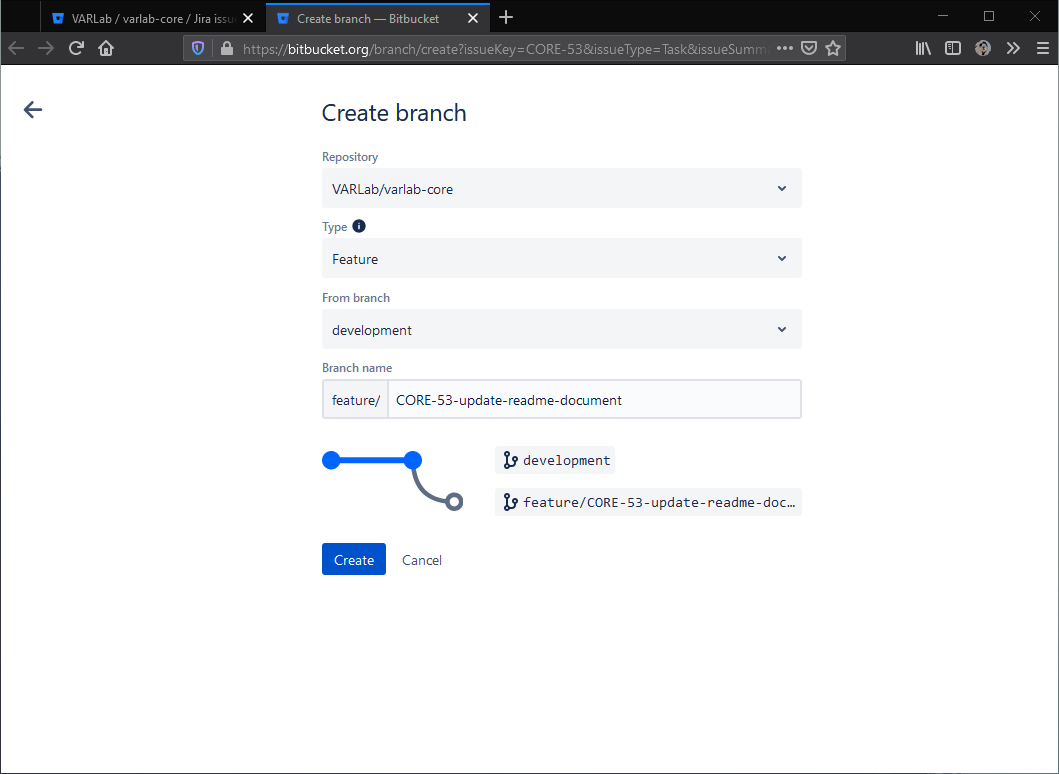 VARLab / varlab-core / Jira issu
Create branch — Bitbucket
https://bitbucket.org/branch/create?issueKey=CORE-53&issueType=Task&issueSumm
Create branch
Repository
VARLab/varlab-core
Type
Feature
From branch
development
Branch name
feature/ CORE-53-update-readme-document
development
feature/CORE-53-update-readme-doc…
Create Cancel